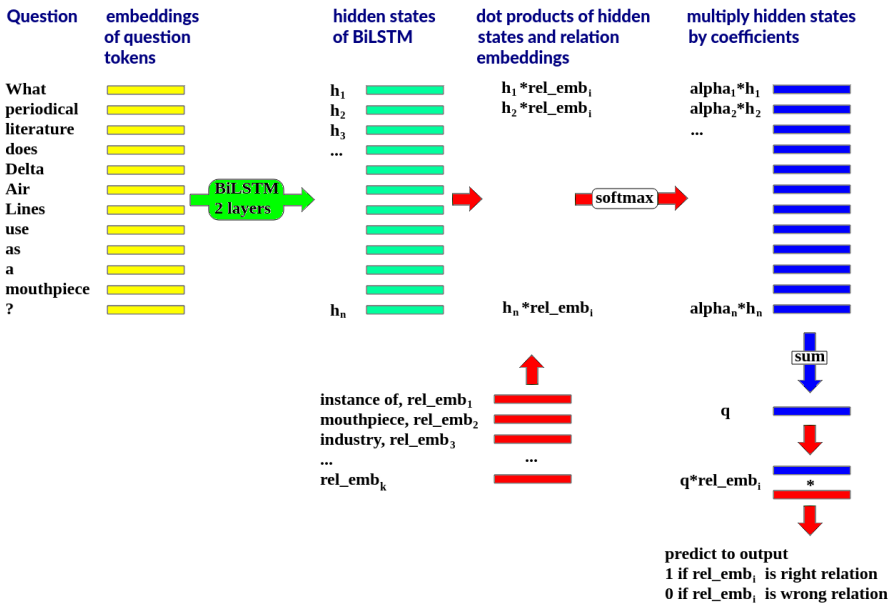 Question
embeddings
of question
tokens
hidden states
of BiLSTM
dot products of hidden
states and relation
embeddings
multiply hidden states
by coefficients
What
periodical
literature
does
Delta
Air
Lines
use
as
a
mouthpiece
?
BiLSTM
2 layers
h1
h2
h3
...
hn
h1*rel_embi
h2*rel_embi
hn*rel_embi
softmax
alpha1*h1
alpha2*h2
...
alphan*hn
instance of, rel_emb1
mouthpiece, rel_emb2
industry, rel_emb3
... ...
rel_embk
sum
q
q*rel_embi *
predict to output
1 if rel_embi is right relation
0 if rel_embi is wrong relation